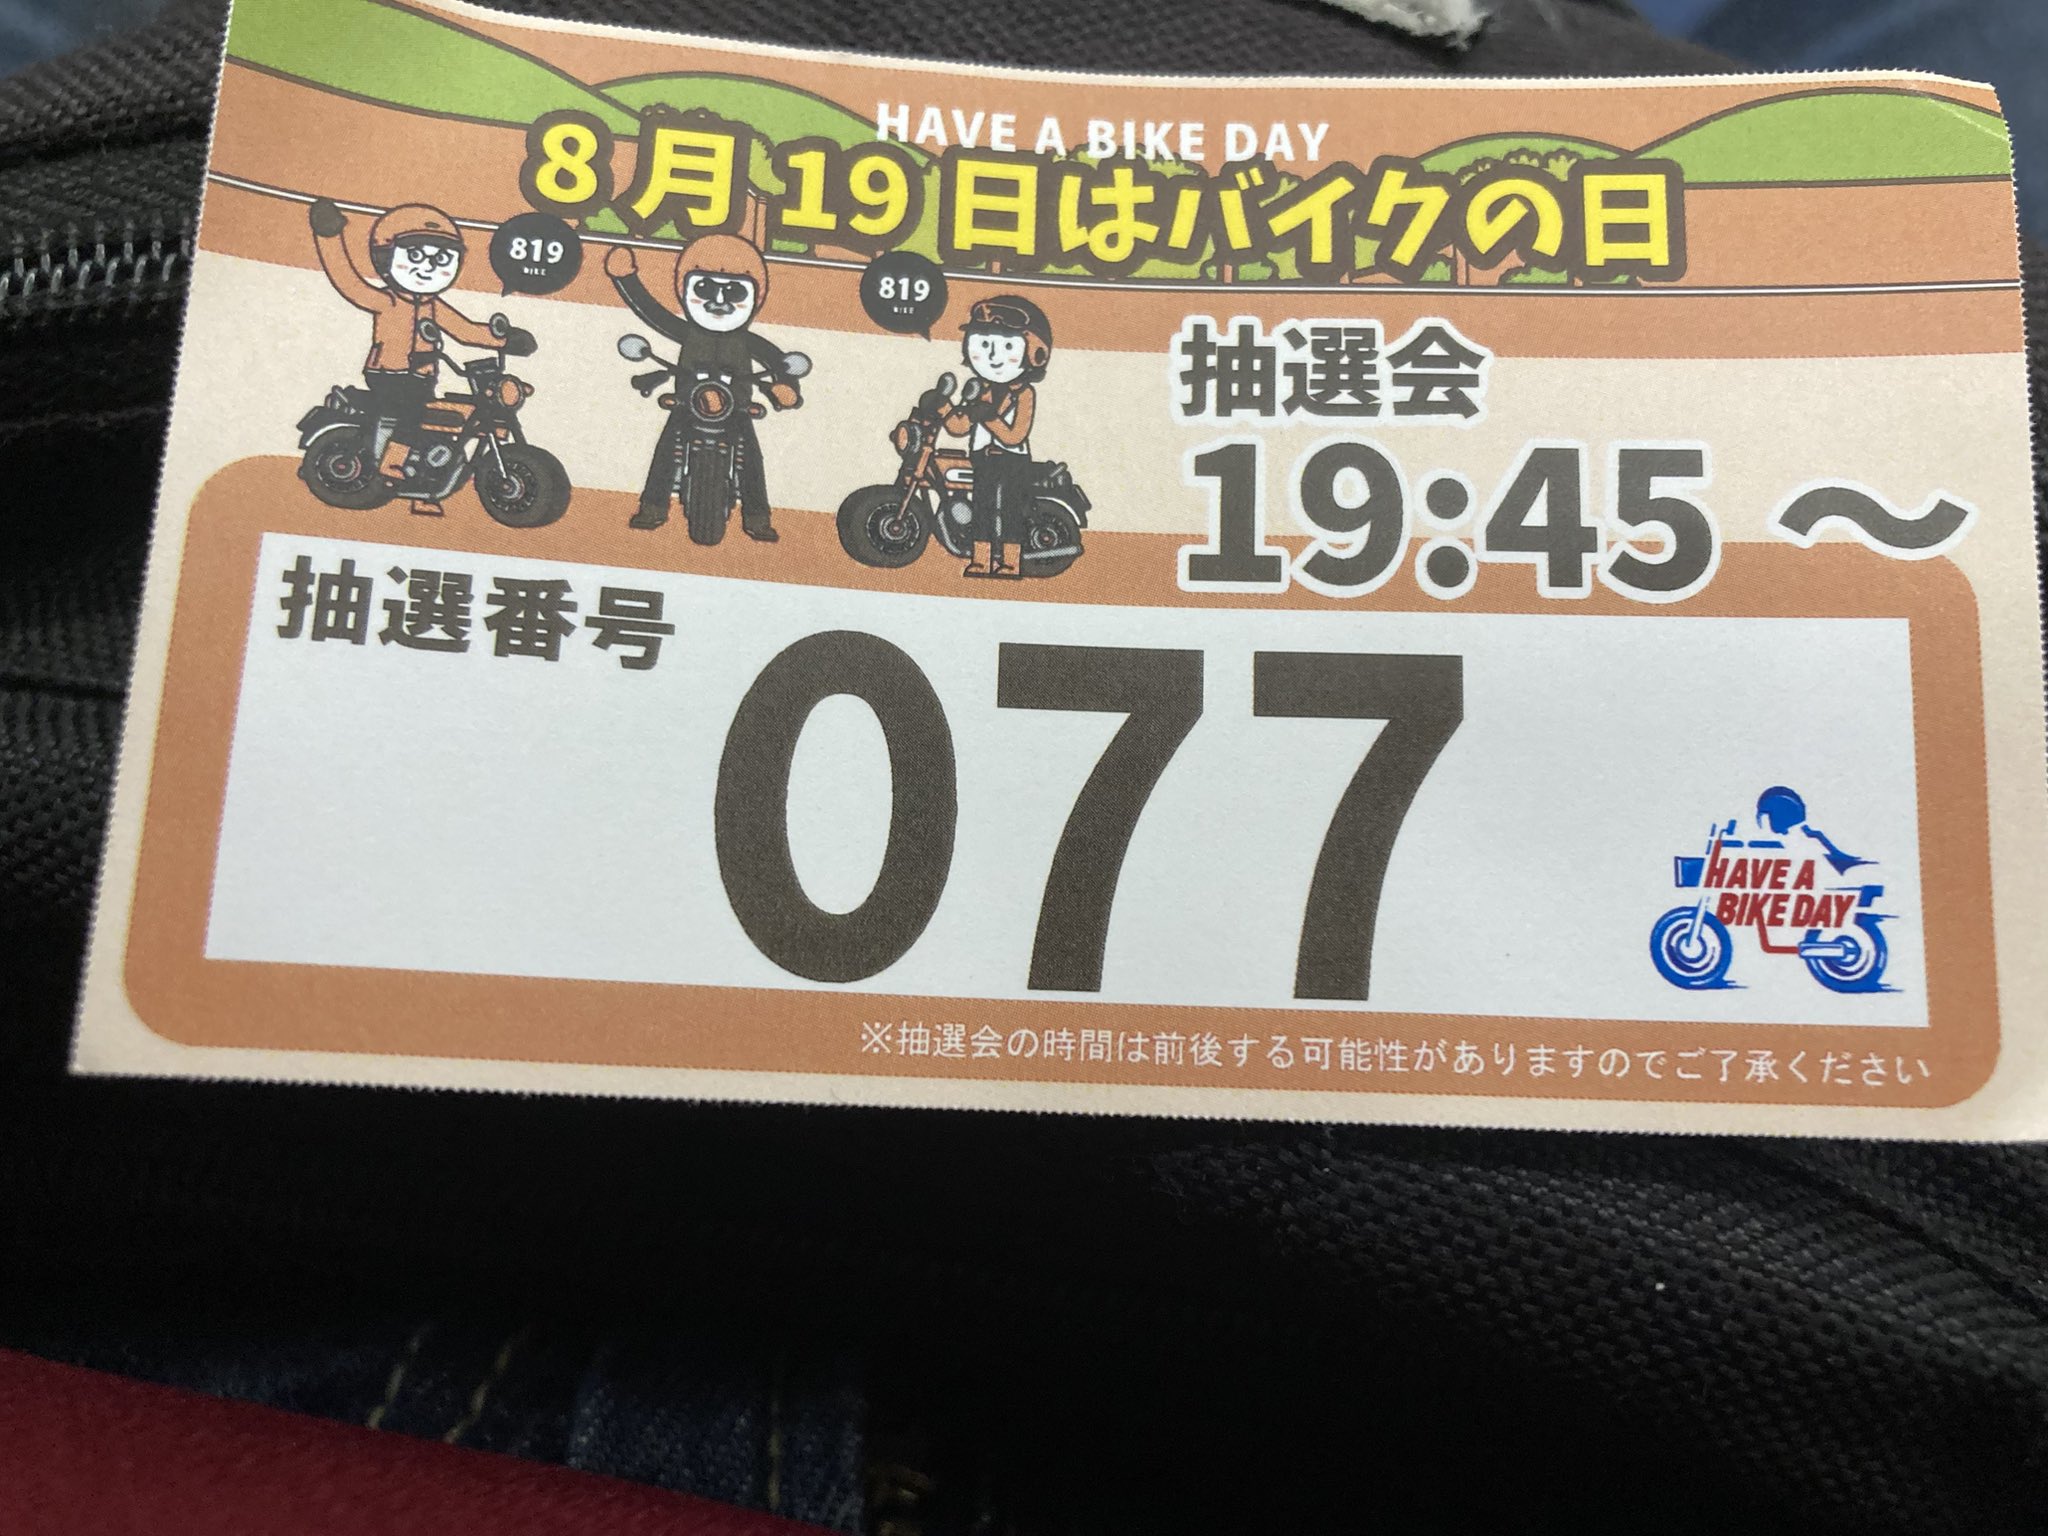 HAVE A BIKE DAY
8月19日はバイクの日
819
BIKE
819
BIKE
抽選会
19:45～
抽選番号
077
HAVE A
BIKE DAY
※抽選会の時間は前後する可能性がありますのでご了承ください